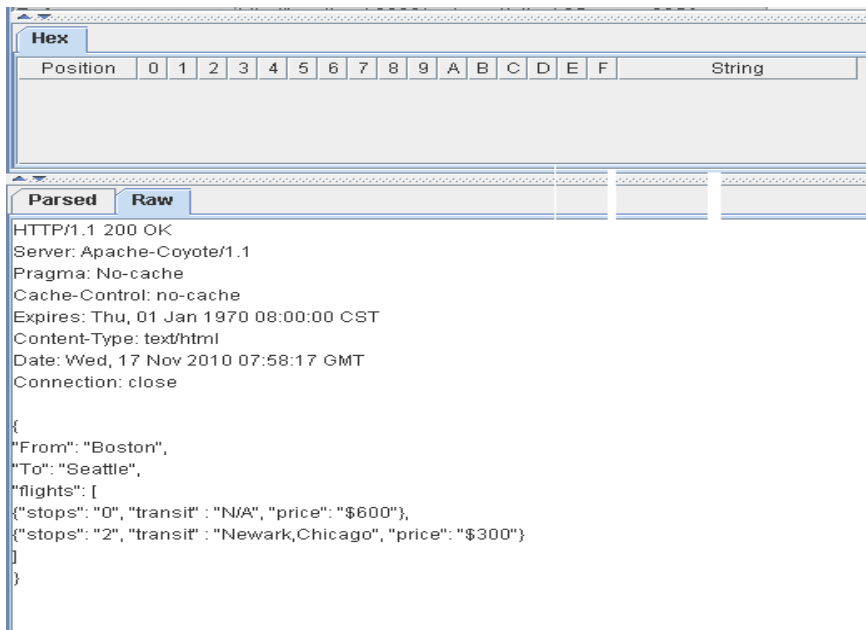 Hex
Position 0 1 2 3 4 5 6 7 8 9 A B C D E F String
Parsed Raw
HTTP/1.1 200 OK
Server: Apache-Coyote/1.1
Pragma: No-cache
Cache-Control: no-cache
Expires: Thu, 01 Jan 1970 08:00:00 CST
Content-Type: text/html
Date: Wed, 17 Nov 2010 07:58:17 GMT
Connection: close

{
"From": "Boston",
"To": "Seattle",
"flights": [
{"stops": "0", "transit" : "N/A", "price": "$600"},
{"stops": "2", "transit" : "Newark,Chicago", "price": "$300"}
]
}